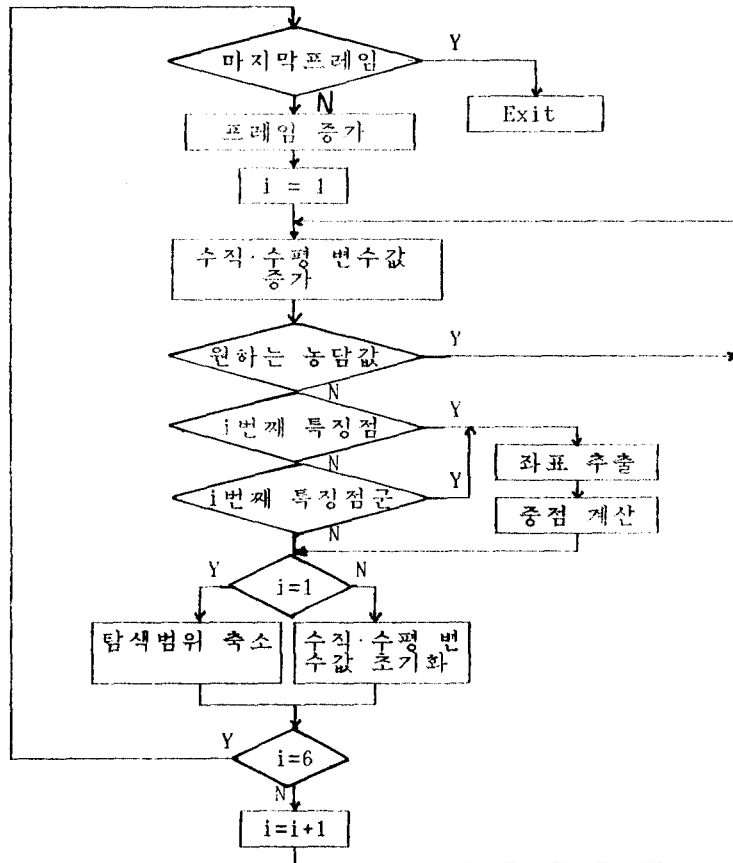 마지막프레임
Y
N
Exit
프레임 증가
i = 1
수직·수평 변수값
증가
원하는 농담값
Y
N
i번째 특징점
Y
N
좌표 추출
i번째 특징점군
Y
중점 계산
N
Y
i=1
N
탐색범위 축소
수직·수평 변
수값 초기화
Y
i=6
N
i=i+1